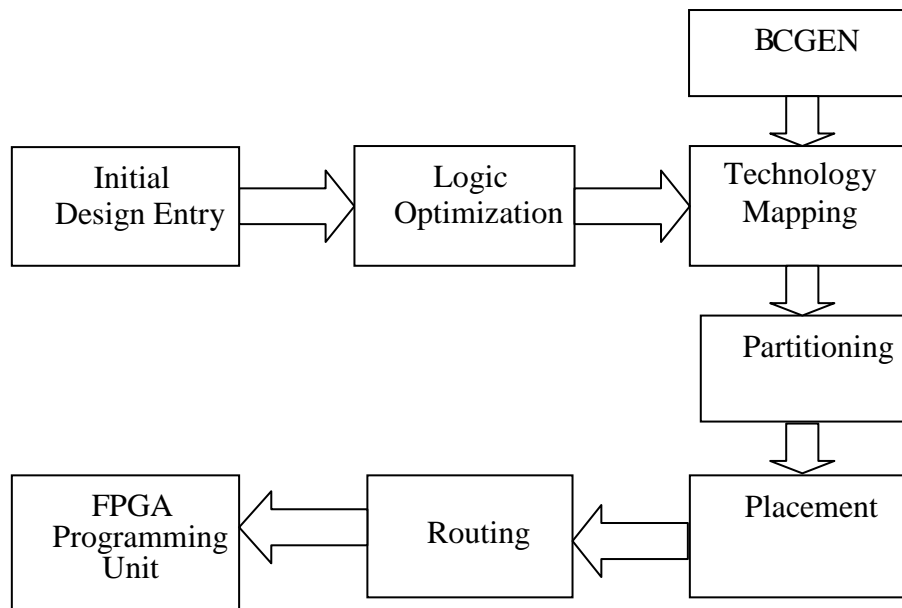 BCGEN
Initial
Design Entry
Logic
Optimization
Technology
Mapping
Partitioning
Placement
Routing
FPGA
Programming
Unit